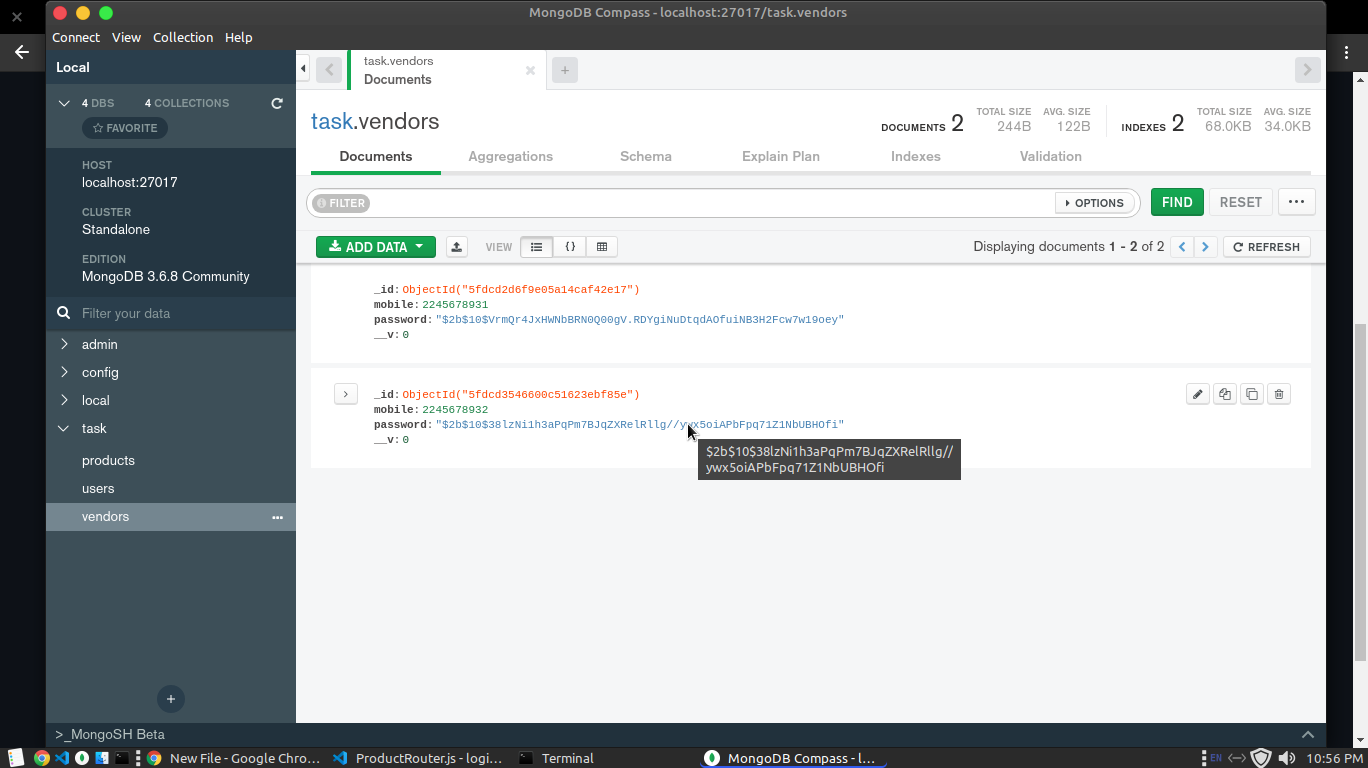 MongoDB Compass - localhost:27017/task.vendors
Connect View Collection Help
Local
4 DBS 4 COLLECTIONS
FAVORITE
HOST
localhost:27017
CLUSTER
Standalone
EDITION
MongoDB 3.6.8 Community
Filter your data
admin
config
local
task
products
users
vendors
>_MongoSH Beta
task.vendors
Documents
task.vendors
DOCUMENTS 2
TOTAL SIZE
244B
AVG. SIZE
122B
INDEXES 2
TOTAL SIZE
68.0KB
AVG. SIZE
34.0KB
Documents Aggregations Schema Explain Plan Indexes Validation
FILTER
OPTIONS
FIND
RESET
ADD DATA
VIEW
{}
Displaying documents 1 - 2 of 2
REFRESH
_id: ObjectId("5fdcd2d6f9e05a14caf42e17")
mobile: 2245678931
password: "$2b$10$VrmQr4JxHWNbBRN0Q00gV.RDYgiNuDtqdAOfuiNB3H2Fcw7w19oey"
__v: 0
_id: ObjectId("5fdcd3546600c51623ebf85e")
mobile: 2245678932
password: "$2b$10$38lzNi1h3aPqPm7BJqZXRelRllg//ywx5oiAPbFpq71Z1NbUBHOfi"
__v: 0
$2b$10$38lzNi1h3aPqPm7BJqZXRelRllg//
ywx5oiAPbFpq71Z1NbUBHOfi
New File - Google Chro...
ProductRouter.js - logi...
Terminal
MongoDB Compass - l...
EN
10:56 PM